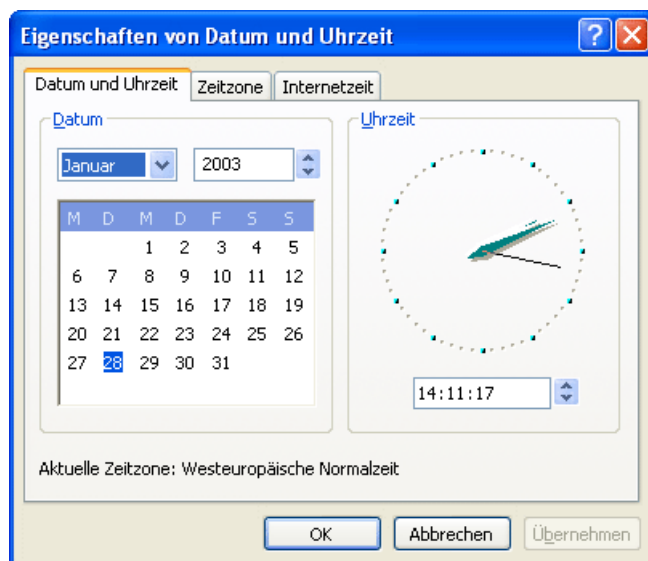 Eigenschaften von Datum und Uhrzeit
Datum und Uhrzeit Zeitzone Internetzeit
Datum
Januar 2003
M D M D F S S
1 2 3 4 5
6 7 8 9 10 11 12
13 14 15 16 17 18 19
20 21 22 23 24 25 26
27 28 29 30 31
Uhrzeit
14:11:17
Aktuelle Zeitzone: Westeuropäische Normalzeit
OK Abbrechen Übernehmen